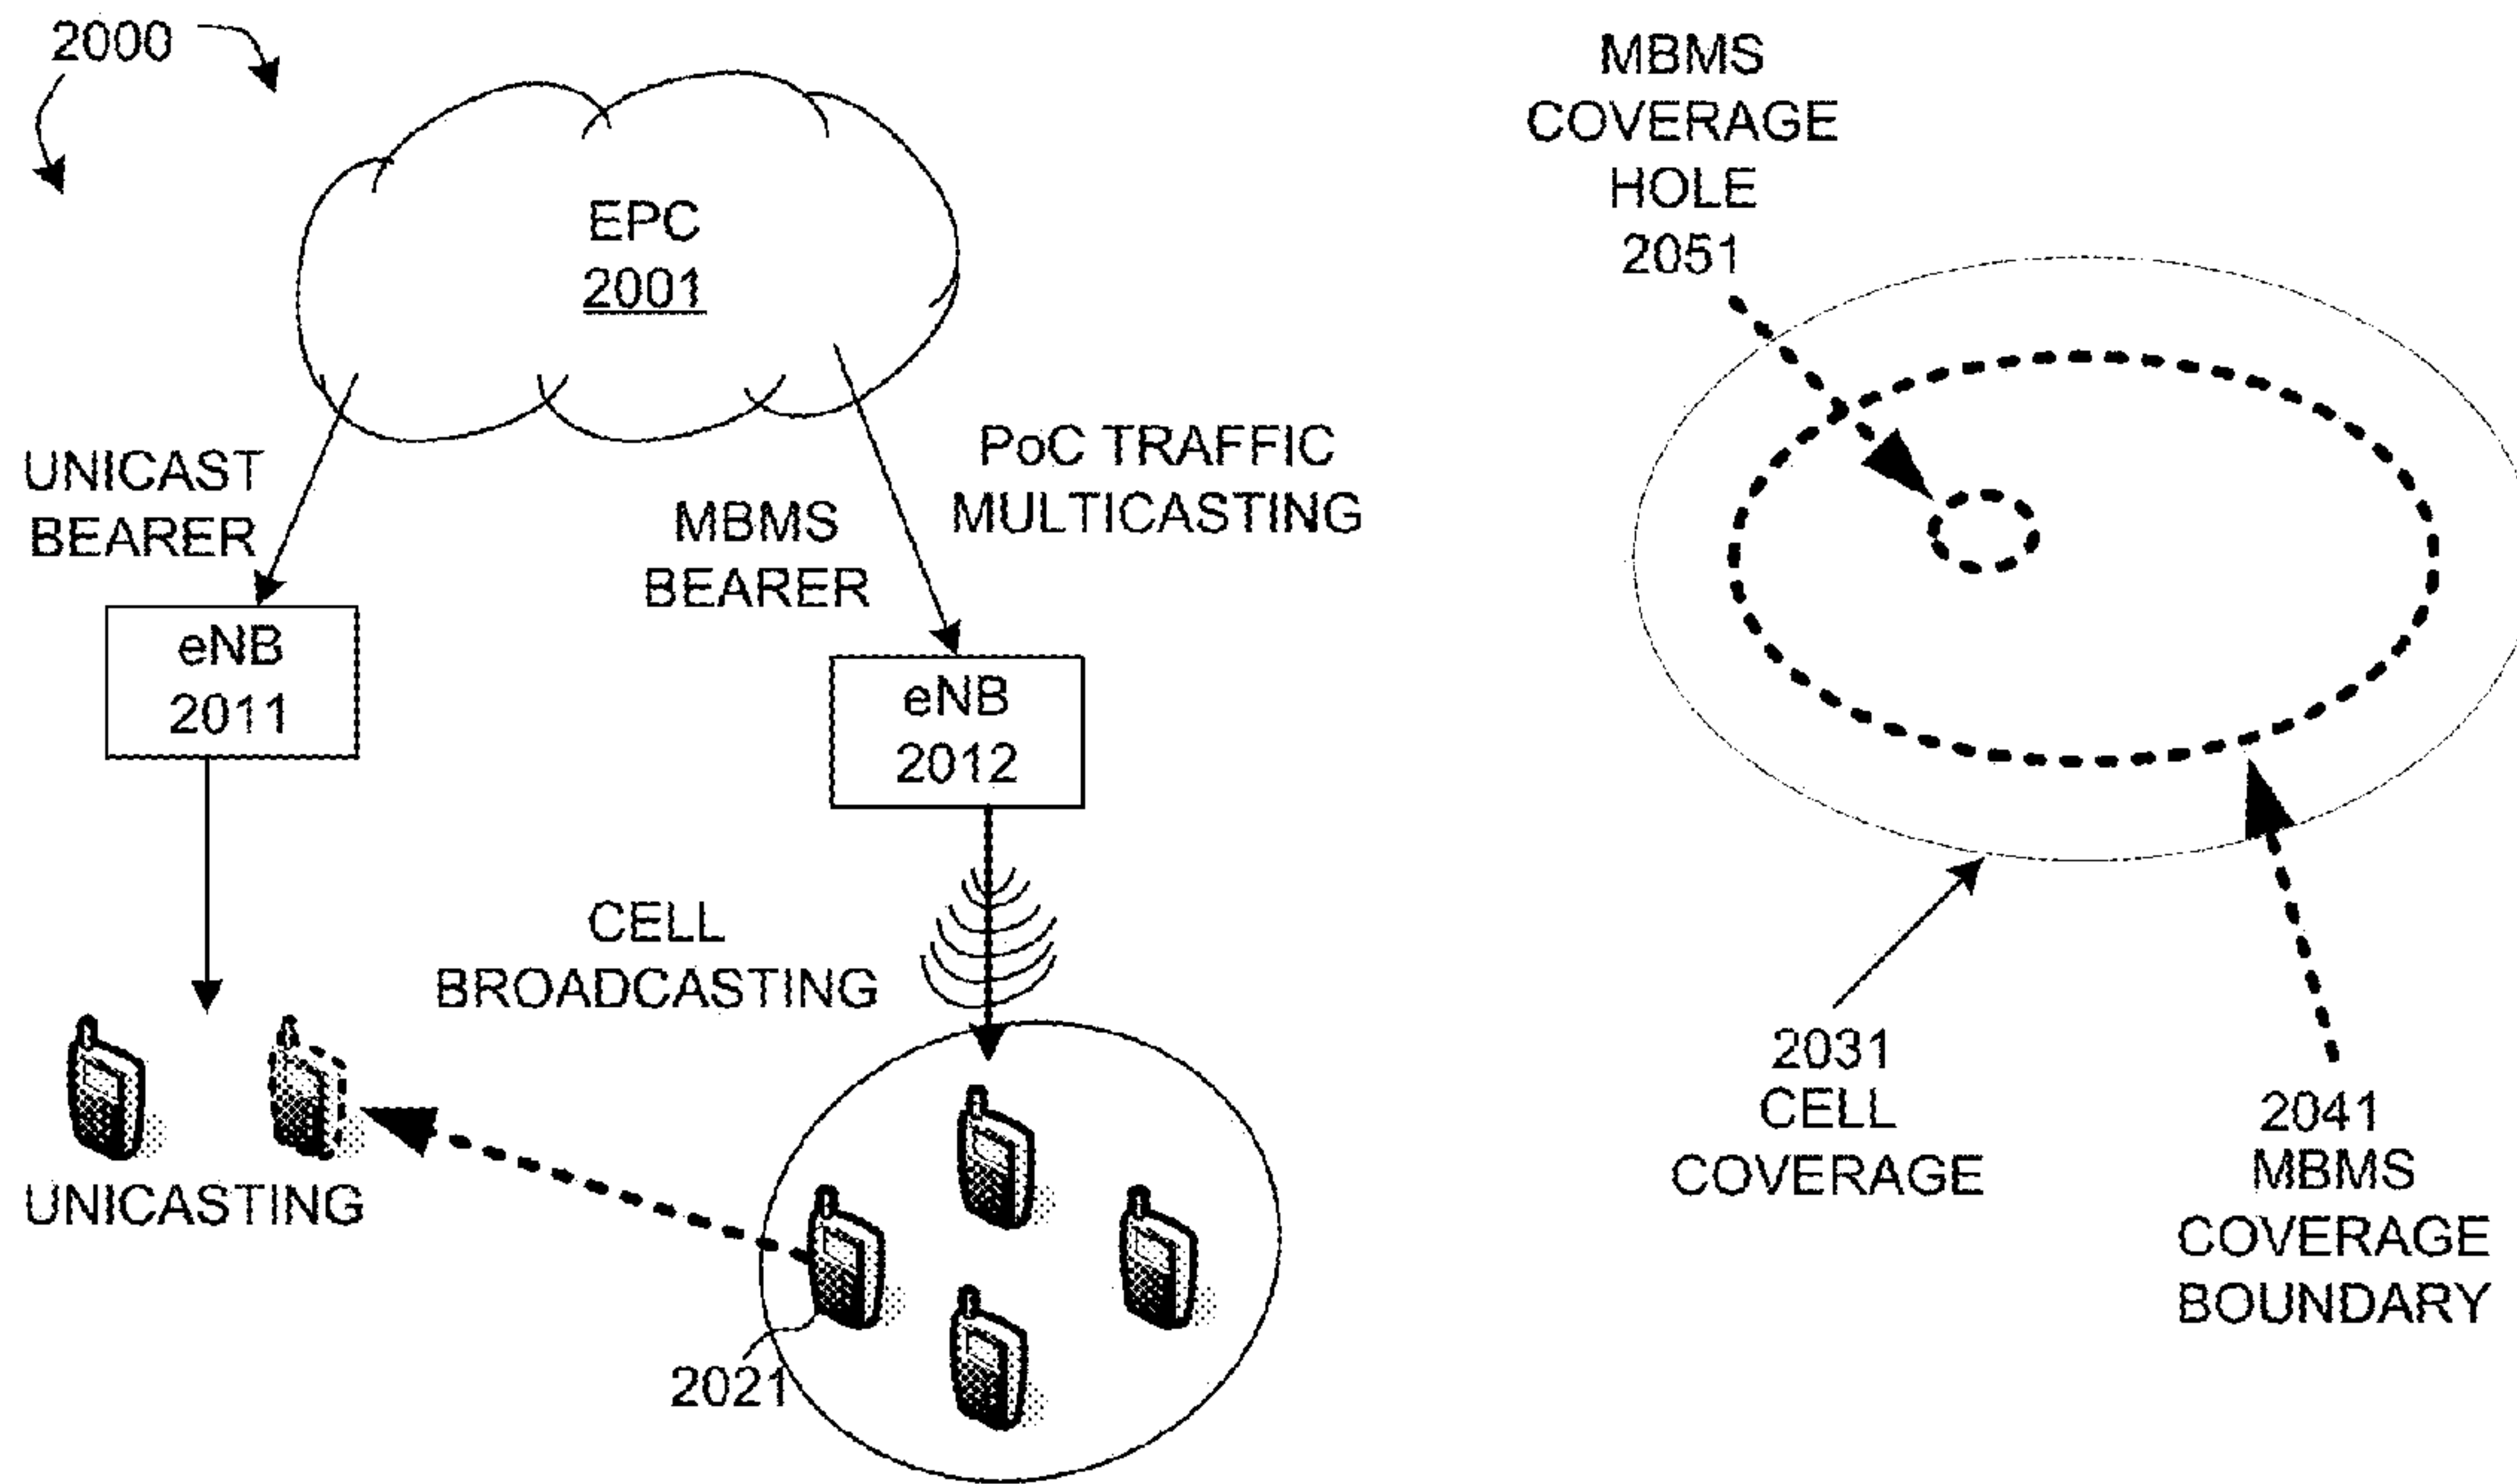 2000
EPC
2001
UNICAST
BEARER
MBMS
BEARER
PoC TRAFFIC
MULTICASTING
eNB
2011
eNB
2012
CELL
BROADCASTING
UNICASTING
2021
MBMS
COVERAGE
HOLE
2051
2031
CELL
COVERAGE
2041
MBMS
COVERAGE
BOUNDARY